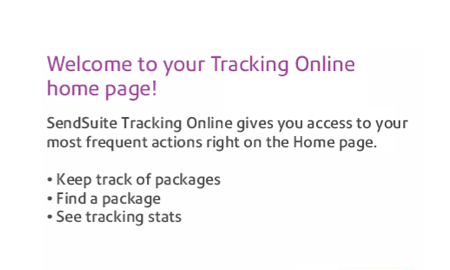 Welcome to your Tracking Online
home page!
SendSuite Tracking Online gives you access to your
most frequent actions right on the Home page.
• Keep track of packages
• Find a package
• See tracking stats